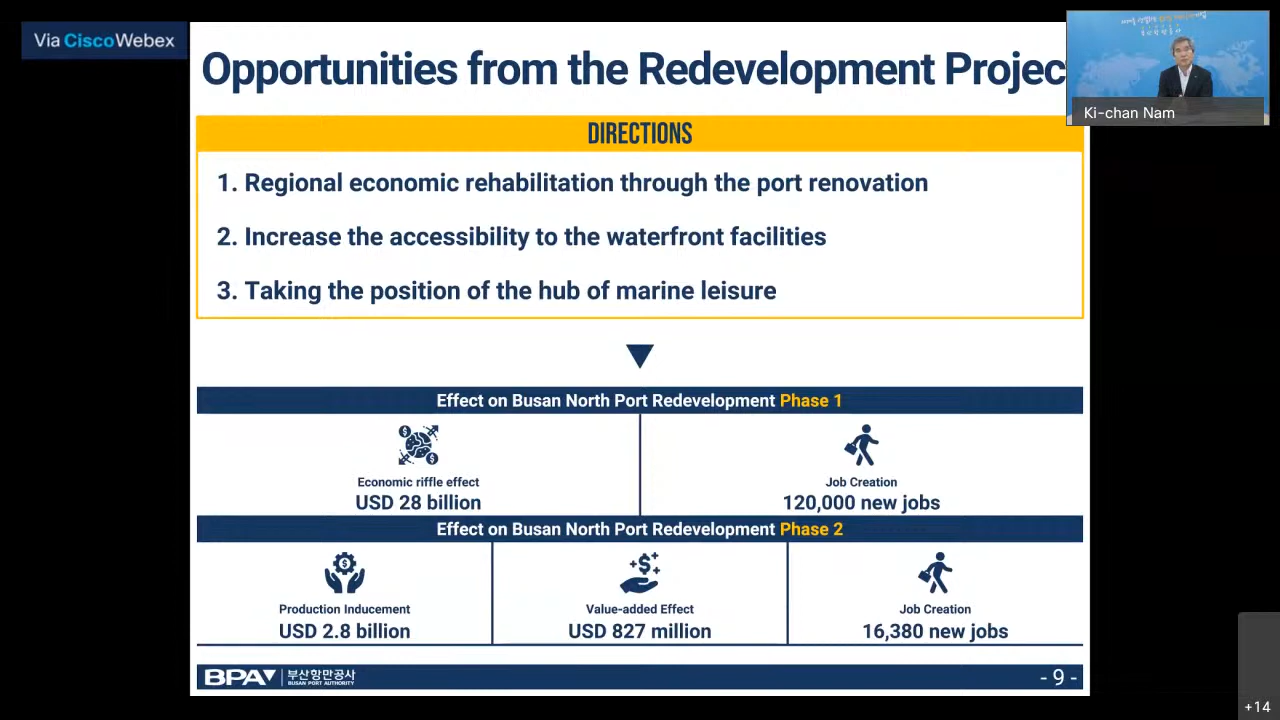 Via Cisco Webex
Opportunities from the Redevelopment Projec
Ki-chan Nam
DIRECTIONS
1. Regional economic rehabilitation through the port renovation
2. Increase the accessibility to the waterfront facilities
3. Taking the position of the hub of marine leisure
Effect on Busan North Port Redevelopment Phase 1
Economic riffle effect
USD 28 billion
Job Creation
120,000 new jobs
Effect on Busan North Port Redevelopment Phase 2
Production Inducement
USD 2.8 billion
Value-added Effect
USD 827 million
Job Creation
16,380 new jobs
BPA 부산항만공사
BUSAN PORT AUTHORITY
- 9 -
+14